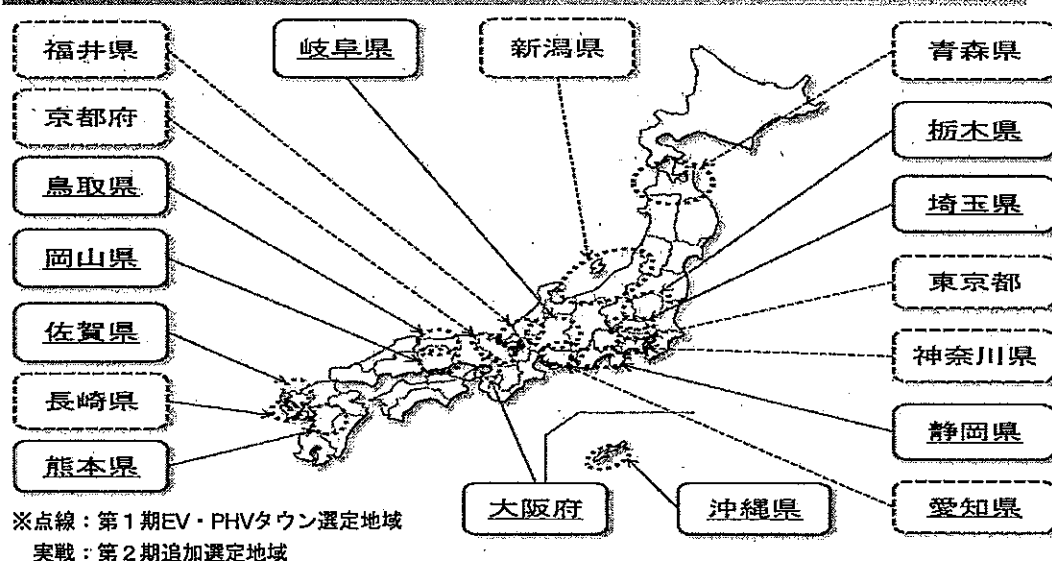 福井県
岐阜県
新潟県
青森県
京都府
栃木県
鳥取県
埼玉県
岡山県
東京都
佐賀県
神奈川県
長崎県
静岡県
熊本県
大阪府
沖縄県
愛知県
※点線：第1期EV・PHVタウン選定地域
実戦：第2期追加選定地域